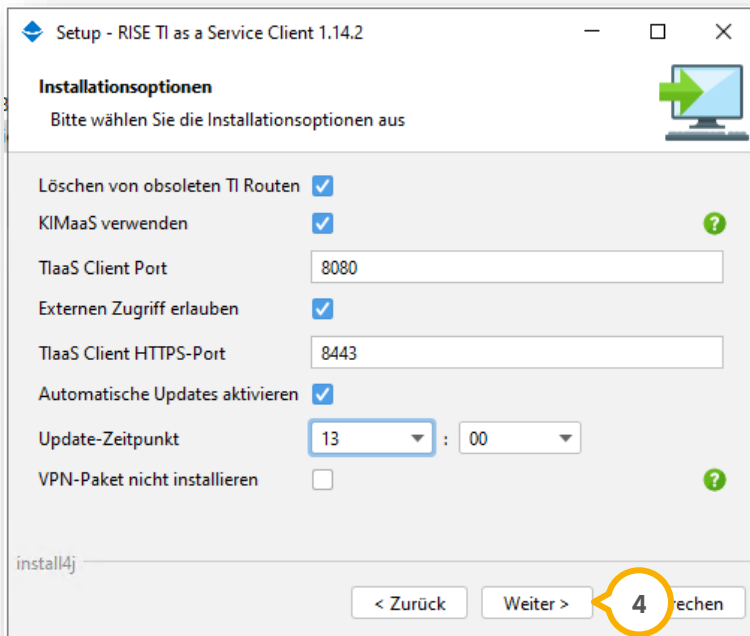 Setup - RISE TI as a Service Client 1.14.2
Installationsoptionen
Bitte wählen Sie die Installationsoptionen aus
Löschen von obsoleten TI Routen
KIMaaS verwenden
?
TIaaS Client Port
8080
Externen Zugriff erlauben
TIaaS Client HTTPS-Port
8443
Automatische Updates aktivieren
Update-Zeitpunkt
13 : 00
VPN-Paket nicht installieren
?
install4j
< Zurück
Weiter >
4
rechen